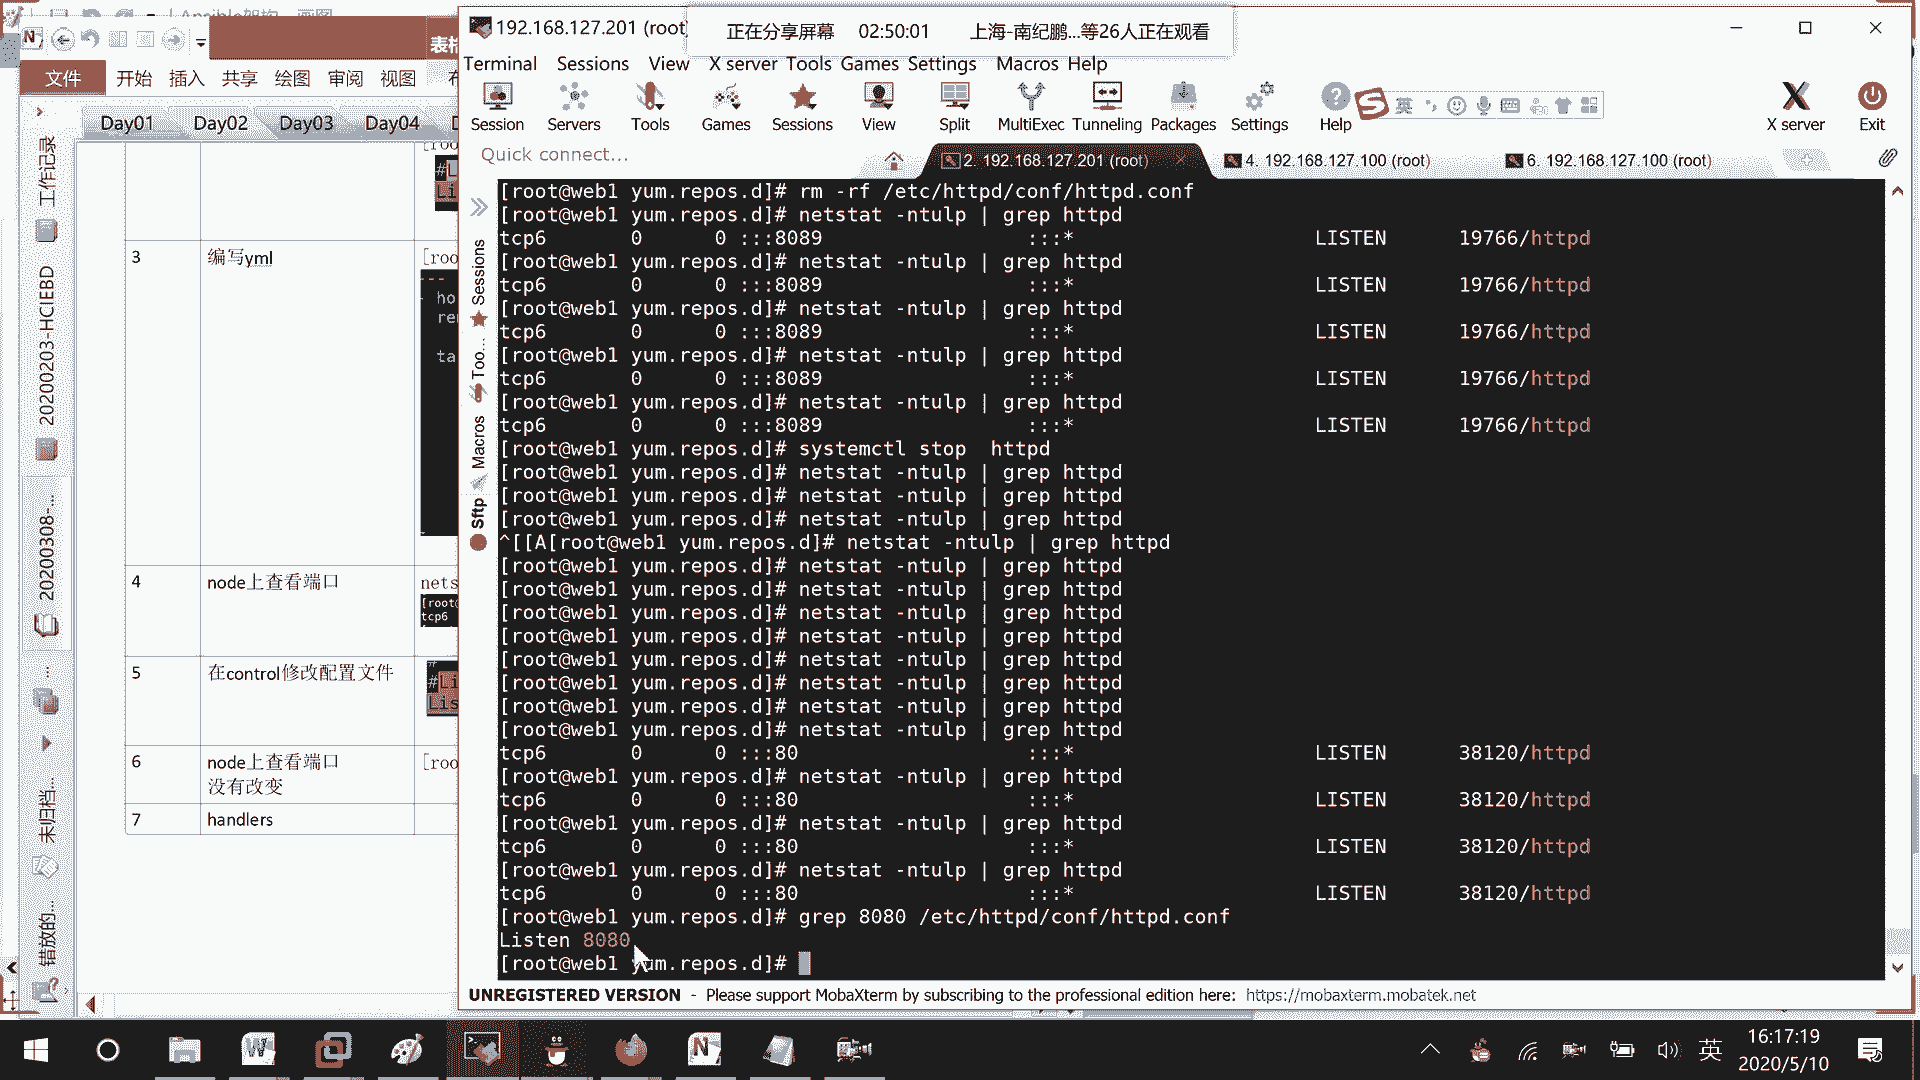 192.168.127.201 (root)
正在分享屏幕 02:50:01 上海-南纪鹏...等26人正在观看
Terminal Sessions View X server Tools Games Settings Macros Help
Session Servers Tools Games Sessions View Split MultiExec Tunneling Packages Settings Help
英
X server Exit
Quick connect...
2. 192.168.127.201 (root)
4. 192.168.127.100 (root)
6. 192.168.127.100 (root)
文件 开始 插入 共享 绘图 审阅 视图
Day01 Day02 Day03 Day04
工作记录
20200203-HCIEBD
20200308-...
未归档...
错放的...
3 编写yml
4 node上查看端口
5 在control修改配置文件
6 node上查看端口
没有改变
7 handlers
Sessions
Too...
Macros
Sftp
[root@web1 yum.repos.d]# rm -rf /etc/httpd/conf/httpd.conf
[root@web1 yum.repos.d]# netstat -ntulp | grep httpd
tcp6 0 0 :::8089 :::* LISTEN 19766/httpd
[root@web1 yum.repos.d]# netstat -ntulp | grep httpd
tcp6 0 0 :::8089 :::* LISTEN 19766/httpd
[root@web1 yum.repos.d]# netstat -ntulp | grep httpd
tcp6 0 0 :::8089 :::* LISTEN 19766/httpd
[root@web1 yum.repos.d]# netstat -ntulp | grep httpd
tcp6 0 0 :::8089 :::* LISTEN 19766/httpd
[root@web1 yum.repos.d]# netstat -ntulp | grep httpd
tcp6 0 0 :::8089 :::* LISTEN 19766/httpd
[root@web1 yum.repos.d]# systemctl stop  httpd
[root@web1 yum.repos.d]# netstat -ntulp | grep httpd
[root@web1 yum.repos.d]# netstat -ntulp | grep httpd
[root@web1 yum.repos.d]# netstat -ntulp | grep httpd
^[[A[root@web1 yum.repos.d]# netstat -ntulp | grep httpd
[root@web1 yum.repos.d]# netstat -ntulp | grep httpd
[root@web1 yum.repos.d]# netstat -ntulp | grep httpd
[root@web1 yum.repos.d]# netstat -ntulp | grep httpd
[root@web1 yum.repos.d]# netstat -ntulp | grep httpd
[root@web1 yum.repos.d]# netstat -ntulp | grep httpd
[root@web1 yum.repos.d]# netstat -ntulp | grep httpd
[root@web1 yum.repos.d]# netstat -ntulp | grep httpd
[root@web1 yum.repos.d]# netstat -ntulp | grep httpd
tcp6 0 0 :::80 :::* LISTEN 38120/httpd
[root@web1 yum.repos.d]# netstat -ntulp | grep httpd
tcp6 0 0 :::80 :::* LISTEN 38120/httpd
[root@web1 yum.repos.d]# netstat -ntulp | grep httpd
tcp6 0 0 :::80 :::* LISTEN 38120/httpd
[root@web1 yum.repos.d]# netstat -ntulp | grep httpd
tcp6 0 0 :::80 :::* LISTEN 38120/httpd
[root@web1 yum.repos.d]# grep 8080 /etc/httpd/conf/httpd.conf
Listen 8080
[root@web1 yum.repos.d]#
UNREGISTERED VERSION - Please support MobaXterm by subscribing to the professional edition here: https://mobaxterm.mobatek.net
英
16:17:19
2020/5/10